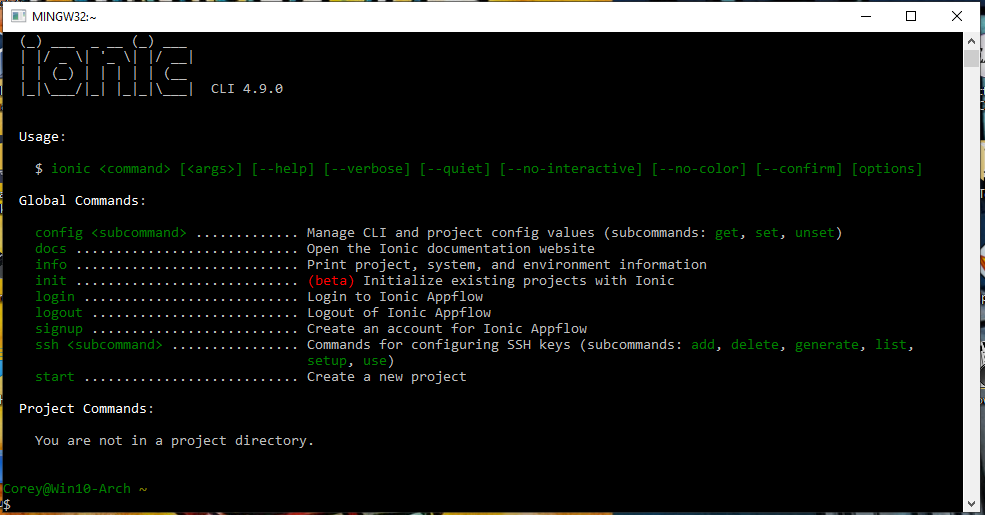 MINGW32:~
ionic
CLI 4.9.0
Usage:
$ ionic <command> [<args>] [--help] [--verbose] [--quiet] [--no-interactive] [--no-color] [--confirm] [options]
Global Commands:
config <subcommand> ............. Manage CLI and project config values (subcommands: get, set, unset)
docs ............................ Open the Ionic documentation website
info ............................ Print project, system, and environment information
init ............................ (beta) Initialize existing projects with Ionic
login ........................... Login to Ionic Appflow
logout .......................... Logout of Ionic Appflow
signup .......................... Create an account for Ionic Appflow
ssh <subcommand> ................ Commands for configuring SSH keys (subcommands: add, delete, generate, list,
setup, use)
start ........................... Create a new project
Project Commands:
You are not in a project directory.
Corey@Win10-Arch ~
$